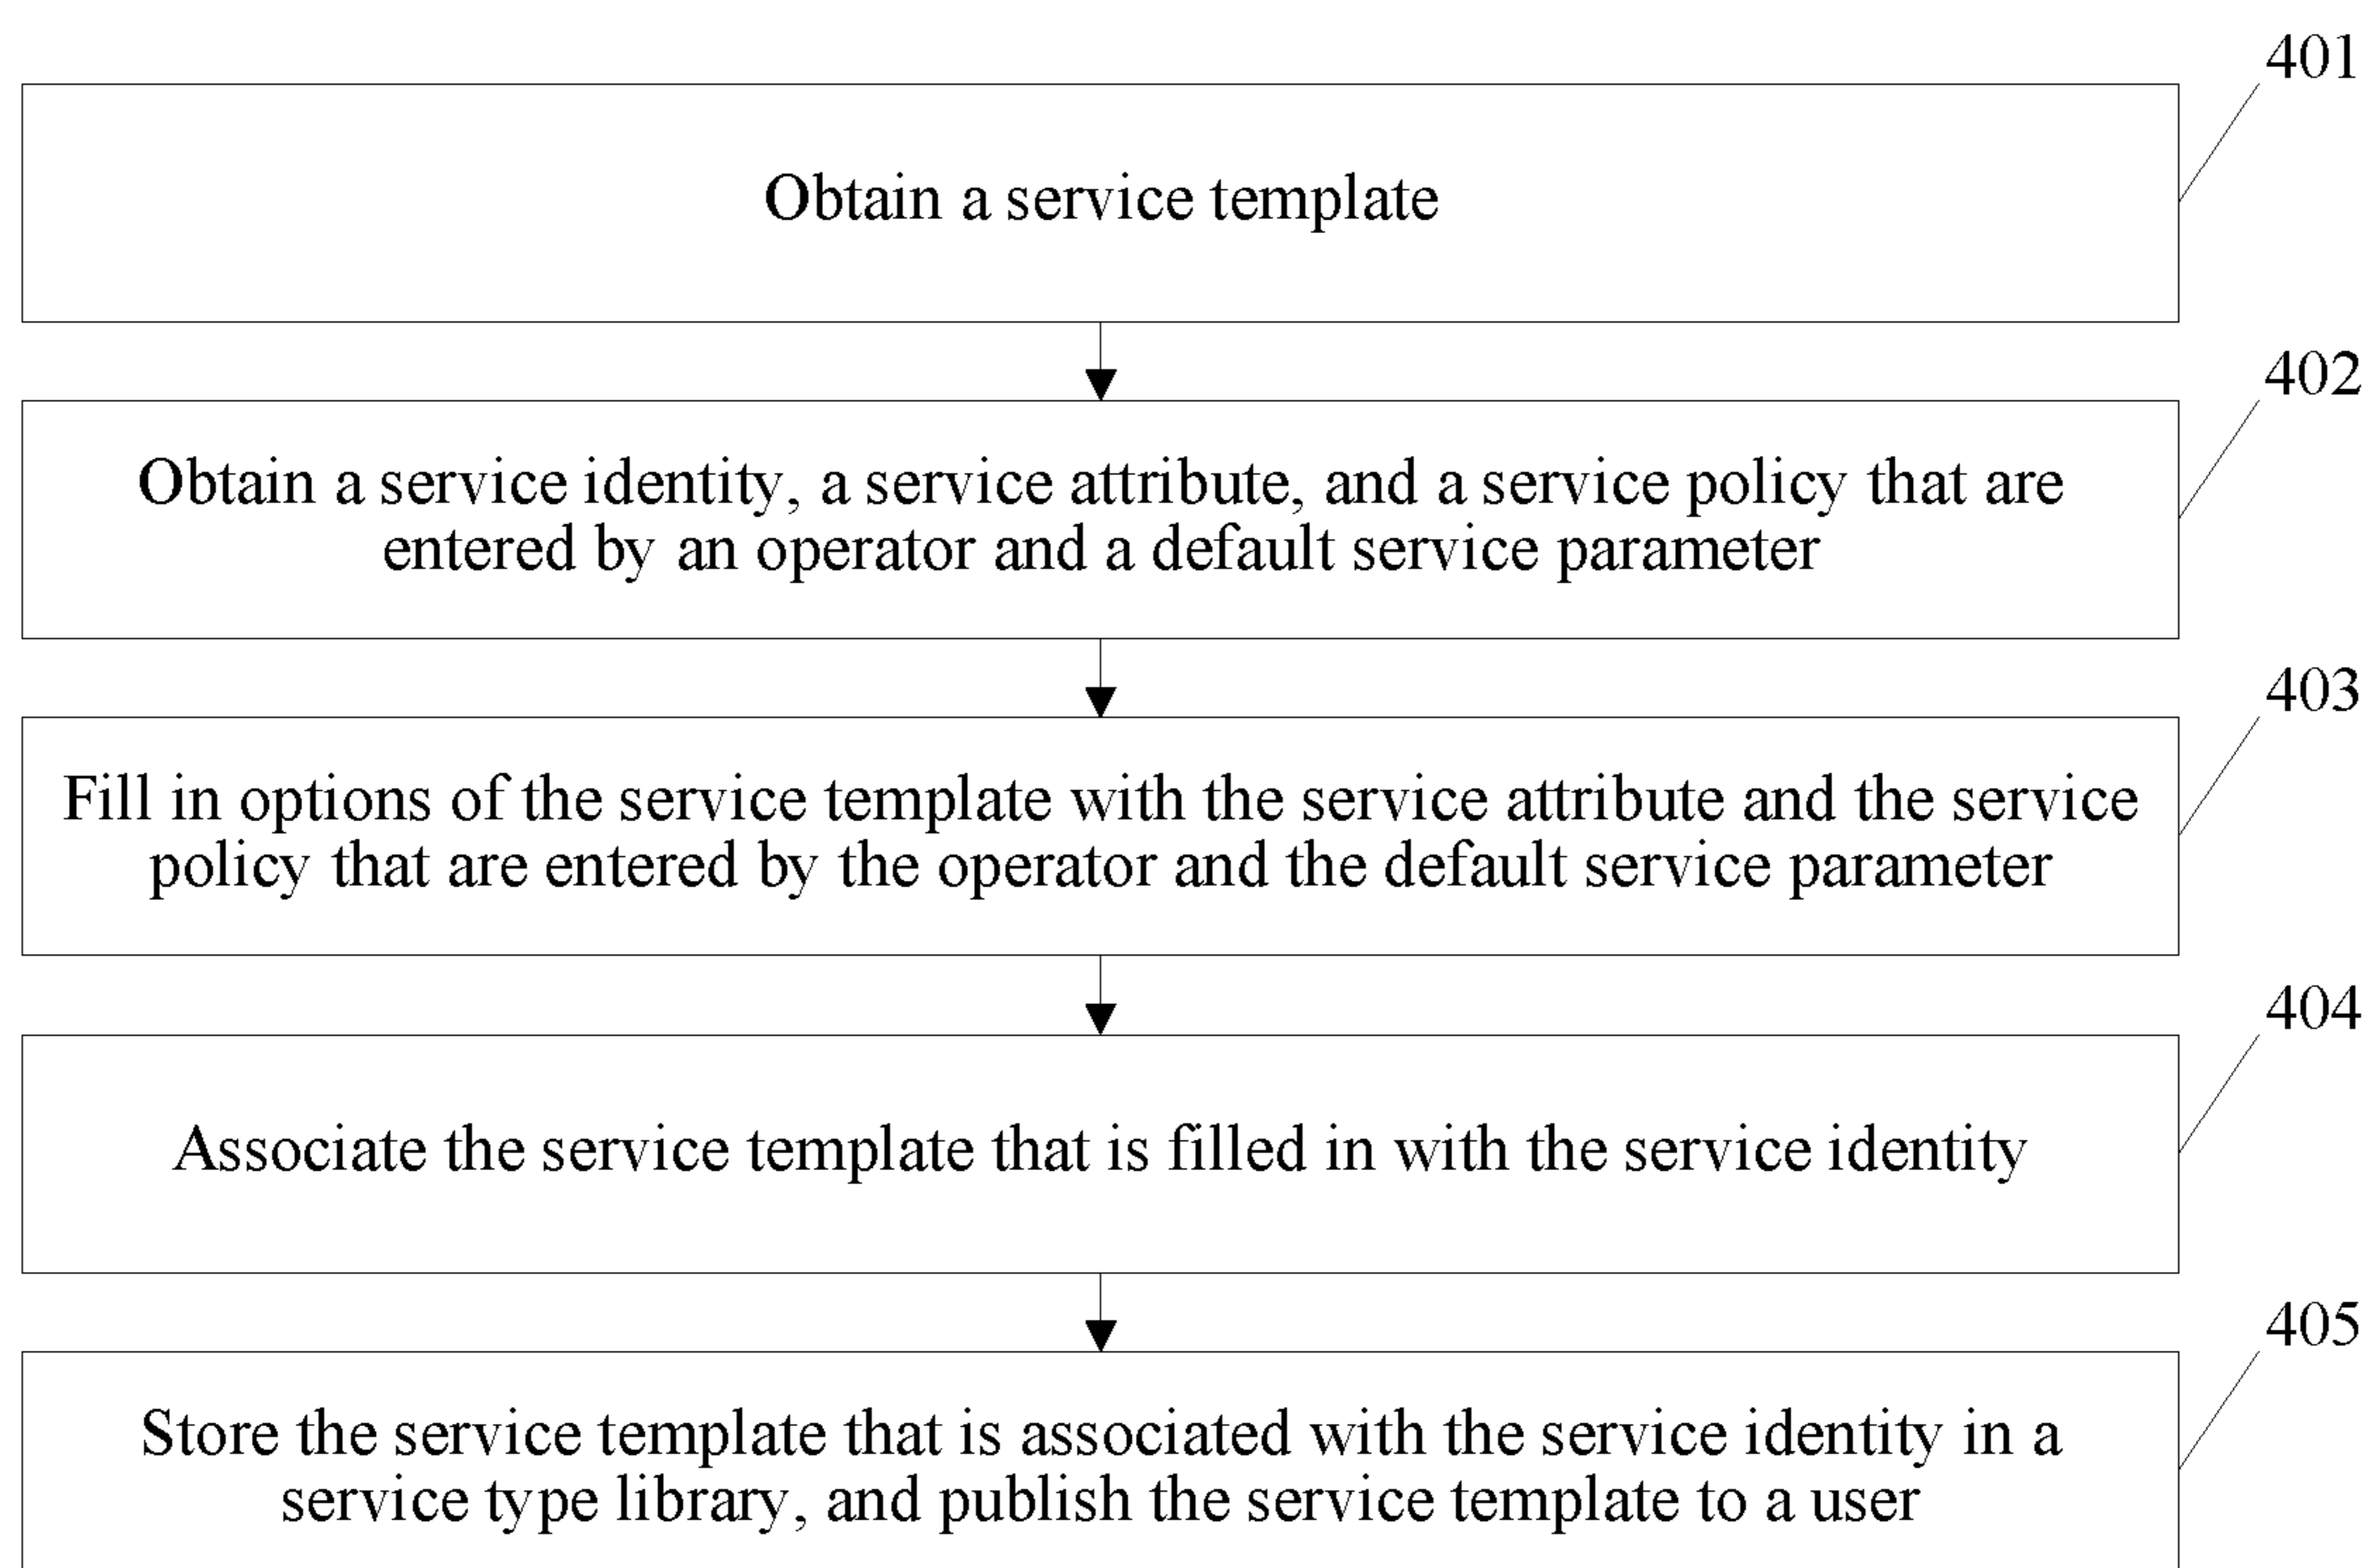 401
Obtain a service template
402
Obtain a service identity, a service attribute, and a service policy that are
entered by an operator and a default service parameter
403
Fill in options of the service template with the service attribute and the service
policy that are entered by the operator and the default service parameter
404
Associate the service template that is filled in with the service identity
405
Store the service template that is associated with the service identity in a
service type library, and publish the service template to a user